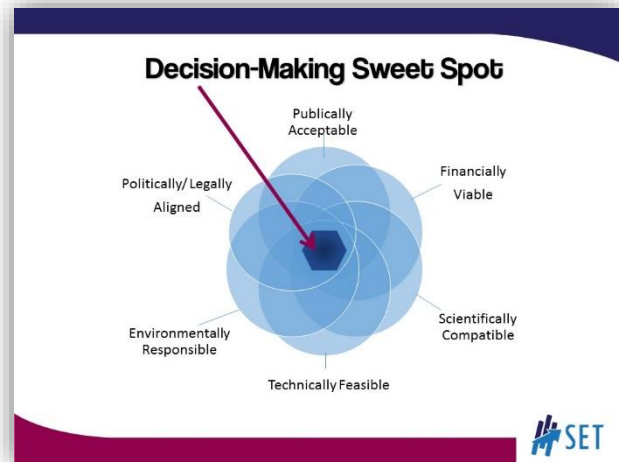 Decision-Making Sweet Spot
Publically
Acceptable
Financially
Viable
Politically/ Legally
Aligned
Scientifically
Compatible
Environmentally
Responsible
Technically Feasible
SET